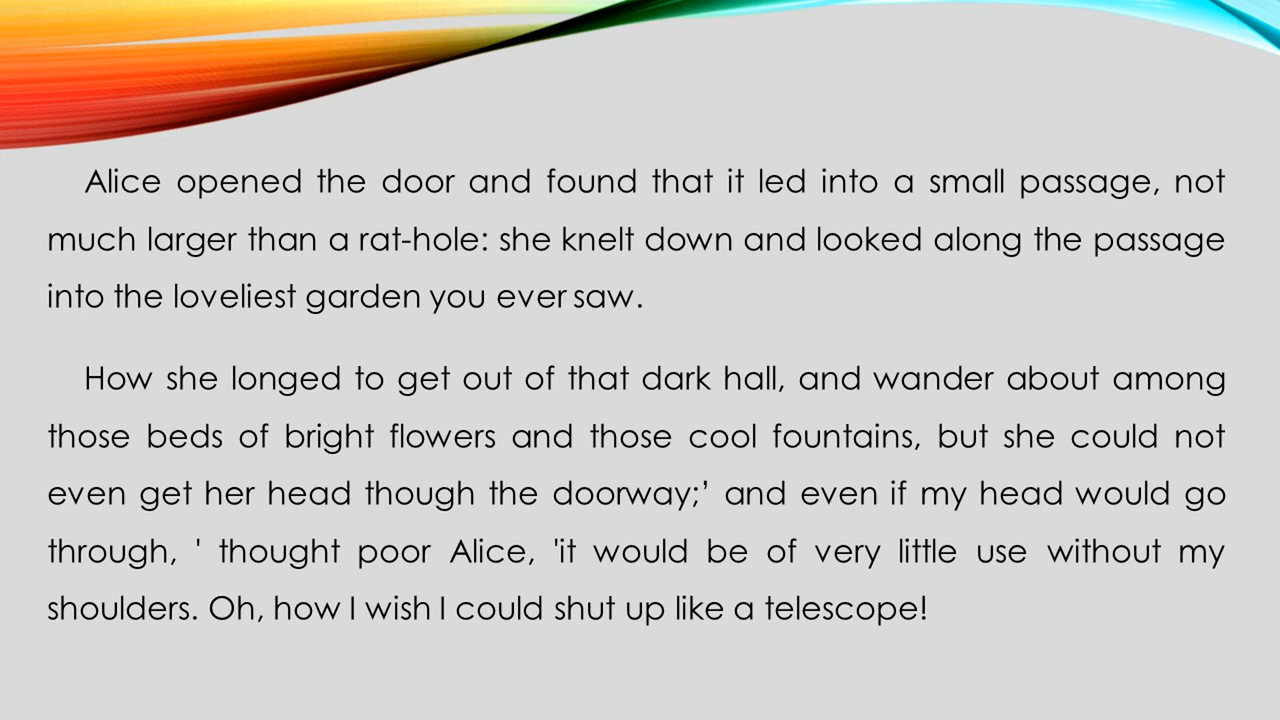 Alice opened the door and found that it led into a small passage, not
much larger than a rat-hole: she knelt down and looked along the passage
into the loveliest garden you ever saw.
How she longed to get out of that dark hall, and wander about among
those beds of bright flowers and those cool fountains, but she could not
even get her head though the doorway;’ and even if my head would go
through, ' thought poor Alice, 'it would be of very little use without my
shoulders. Oh, how I wish I could shut up like a telescope!